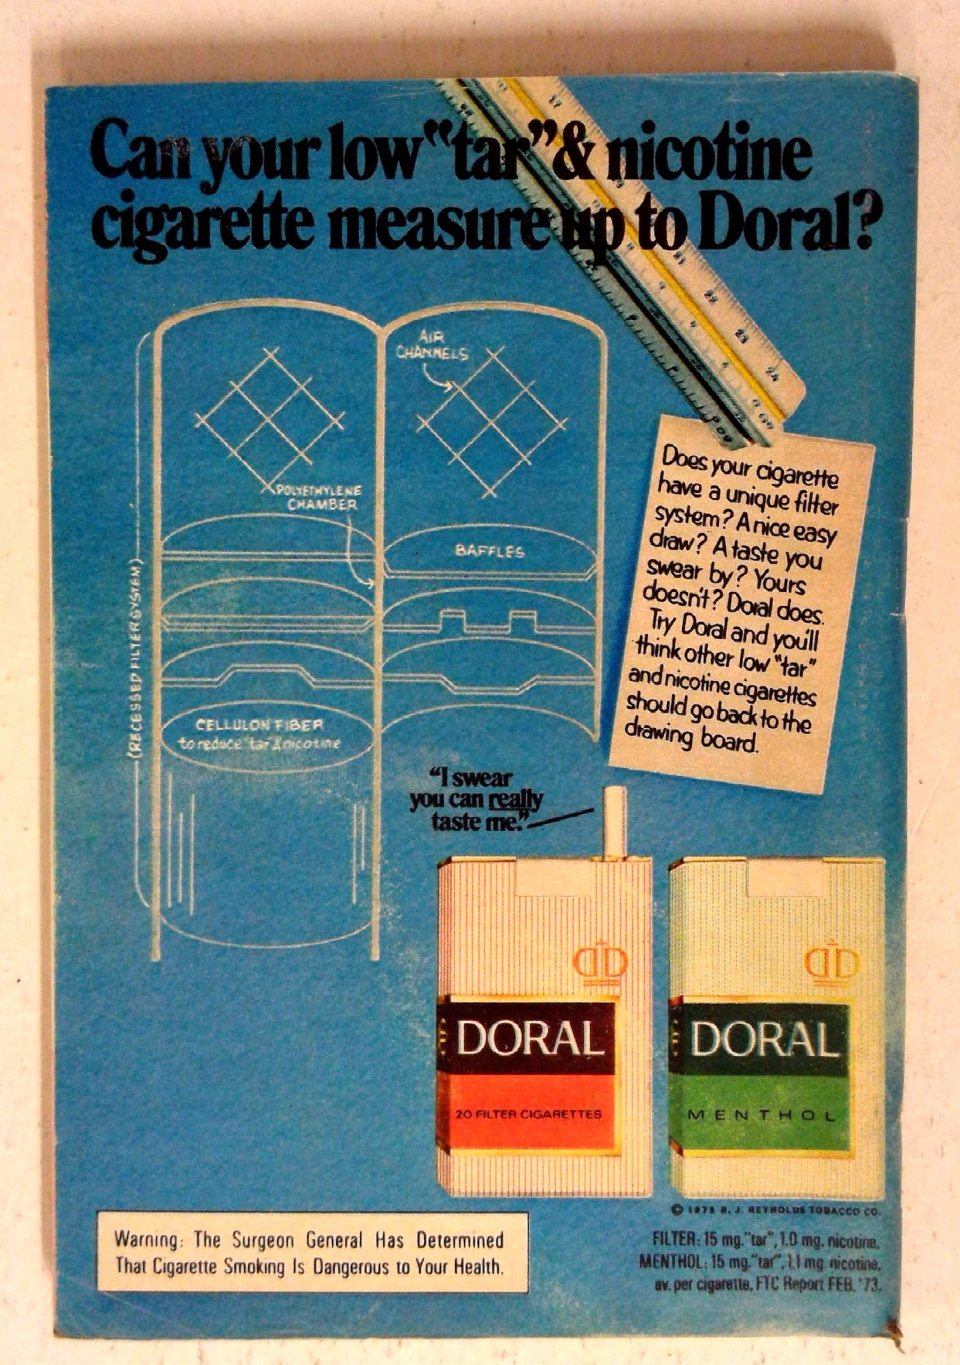 Can your low "tar" & nicotine
cigarette measure up to Doral?
AIR
CHANNELS
POLYETHYLENE
CHAMBER
BAFFLES
(RECESSED FILTER SYSTEM)
CELLULON FIBER
to reduce "tar" & nicotine
Does your cigarette
have a unique filter
system? A nice easy
draw? A taste you
swear by? Yours
doesn't? Doral does.
Try Doral and you'll
think other low "tar"
and nicotine cigarettes
should go back to the
drawing board.
"I swear
you can really
taste me."
DORAL
20 FILTER CIGARETTES
DORAL
MENTHOL
© 1973 R. J. REYNOLDS TOBACCO CO.
FILTER: 15 mg. "tar", 1.0 mg. nicotine,
MENTHOL: 15 mg. "tar", 1.1 mg. nicotine,
av. per cigarette, FTC Report FEB. '73.
Warning: The Surgeon General Has Determined
That Cigarette Smoking Is Dangerous to Your Health.